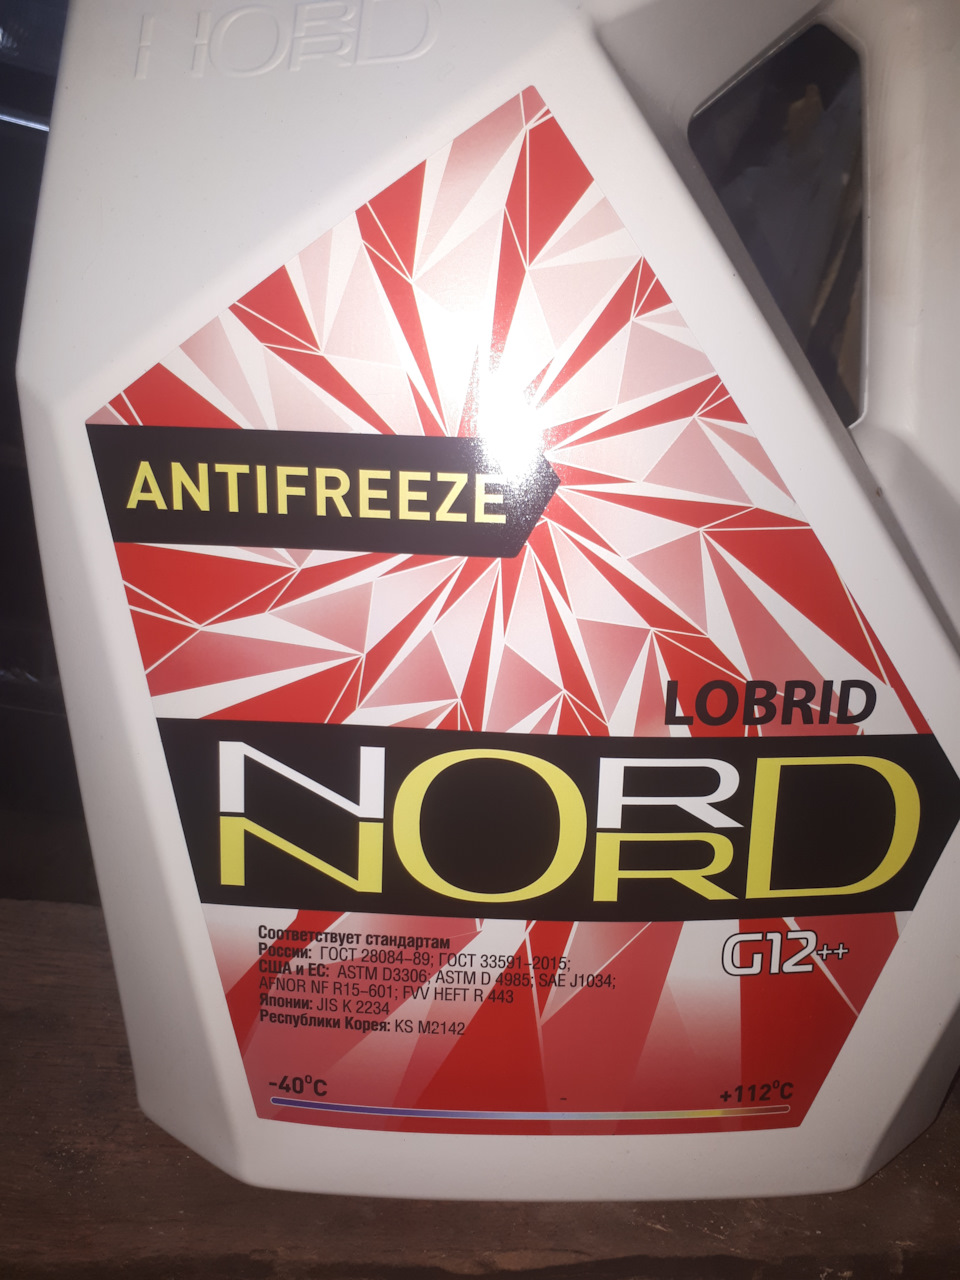 NORD
ANTIFREEZE
LOBRID
NORD
G12++
Соответствует стандартам
России: ГОСТ 28084-89; ГОСТ 33591-2015;
США и ЕС: ASTM D3306; ASTM D 4985; SAE J1034;
AFNOR NF R15-601; FVV HEFT R 443
Японии: JIS K 2234
Республики Корея: KS M2142
-40°C
+112°C